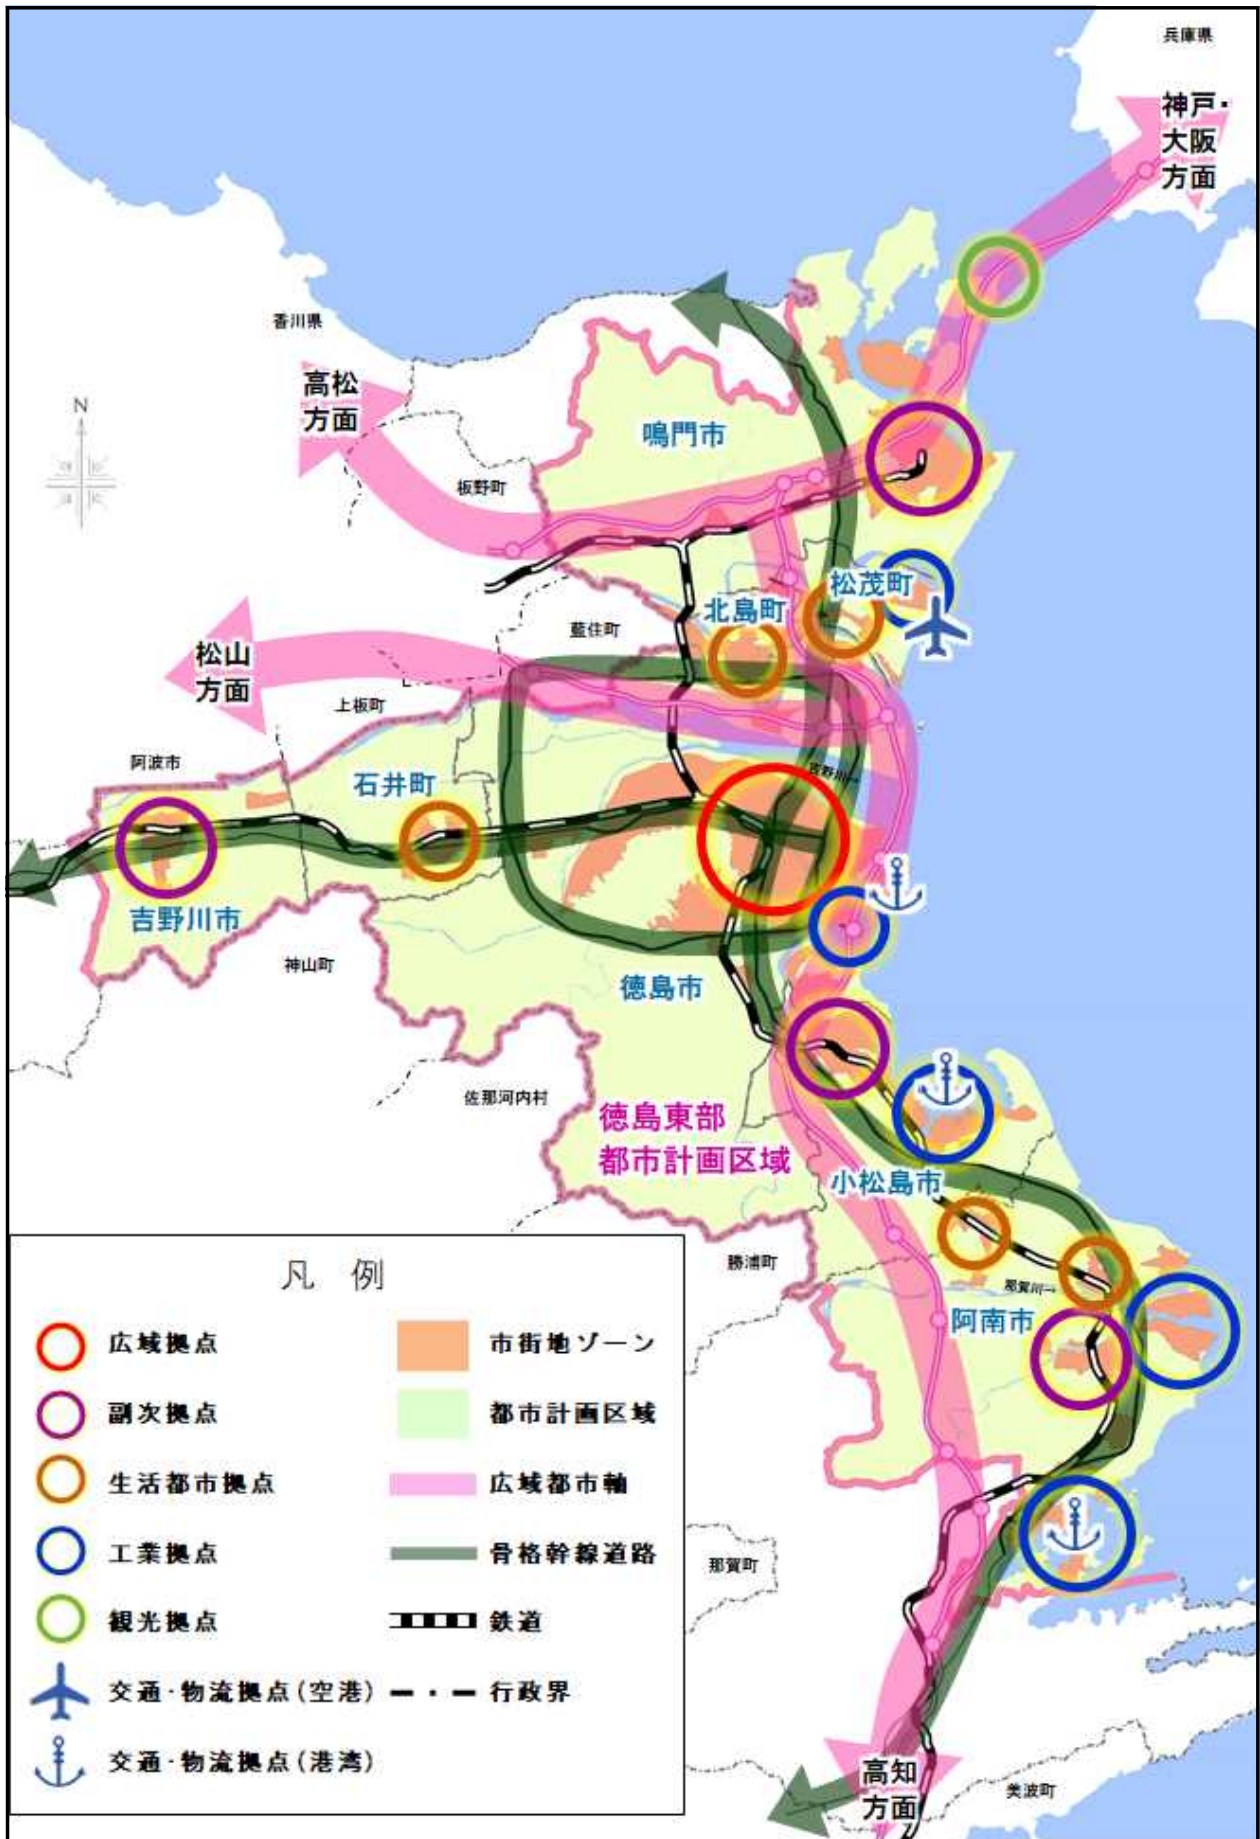 兵庫県
神戸・
大阪
方面
香川県
高松
方面
N
鳴門市
板野町
松茂町
北島町
藍住町
松山
方面
上板町
阿波市
吉野川→
石井町
吉野川市
神山町
徳島市
佐那河内村
徳島東部
都市計画区域
小松島市
勝浦町
那賀川→
阿南市
那賀町
高知
方面
美波町
凡 例
広域拠点
副次拠点
生活都市拠点
工業拠点
観光拠点
交通・物流拠点(空港)
交通・物流拠点(港湾)
市街地ゾーン
都市計画区域
広域都市軸
骨格幹線道路
鉄道
行政界